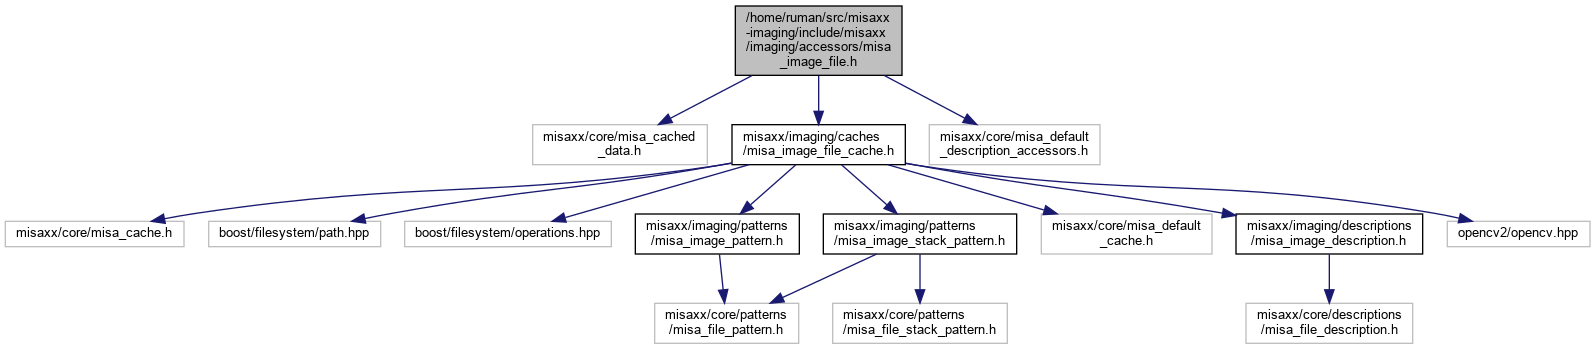 /home/ruman/src/misaxx
-imaging/include/misaxx
/imaging/accessors/misa
_image_file.h
misaxx/core/misa_cached
_data.h
misaxx/imaging/caches
/misa_image_file_cache.h
misaxx/core/misa_default
_description_accessors.h
misaxx/core/misa_cache.h
boost/filesystem/path.hpp
boost/filesystem/operations.hpp
misaxx/imaging/patterns
/misa_image_pattern.h
misaxx/imaging/patterns
/misa_image_stack_pattern.h
misaxx/core/misa_default
_cache.h
misaxx/imaging/descriptions
/misa_image_description.h
opencv2/opencv.hpp
misaxx/core/patterns
/misa_file_pattern.h
misaxx/core/patterns
/misa_file_stack_pattern.h
misaxx/core/descriptions
/misa_file_description.h